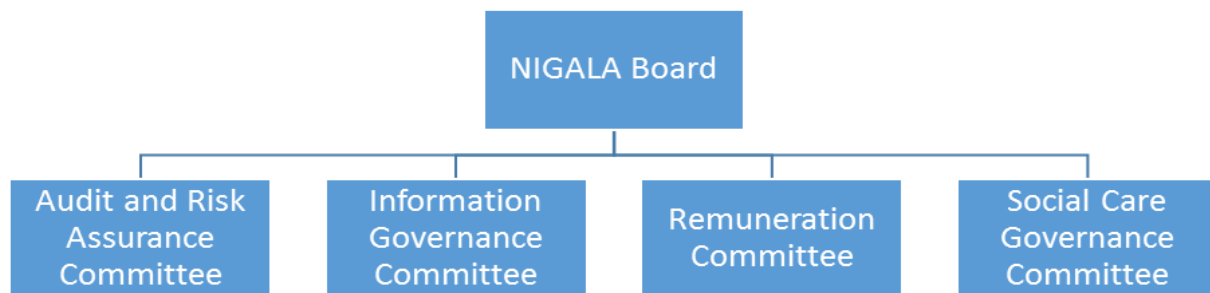 NIGALA Board
Audit and Risk
Assurance
Committee
Information
Governance
Committee
Remuneration
Committee
Social Care
Governance
Committee